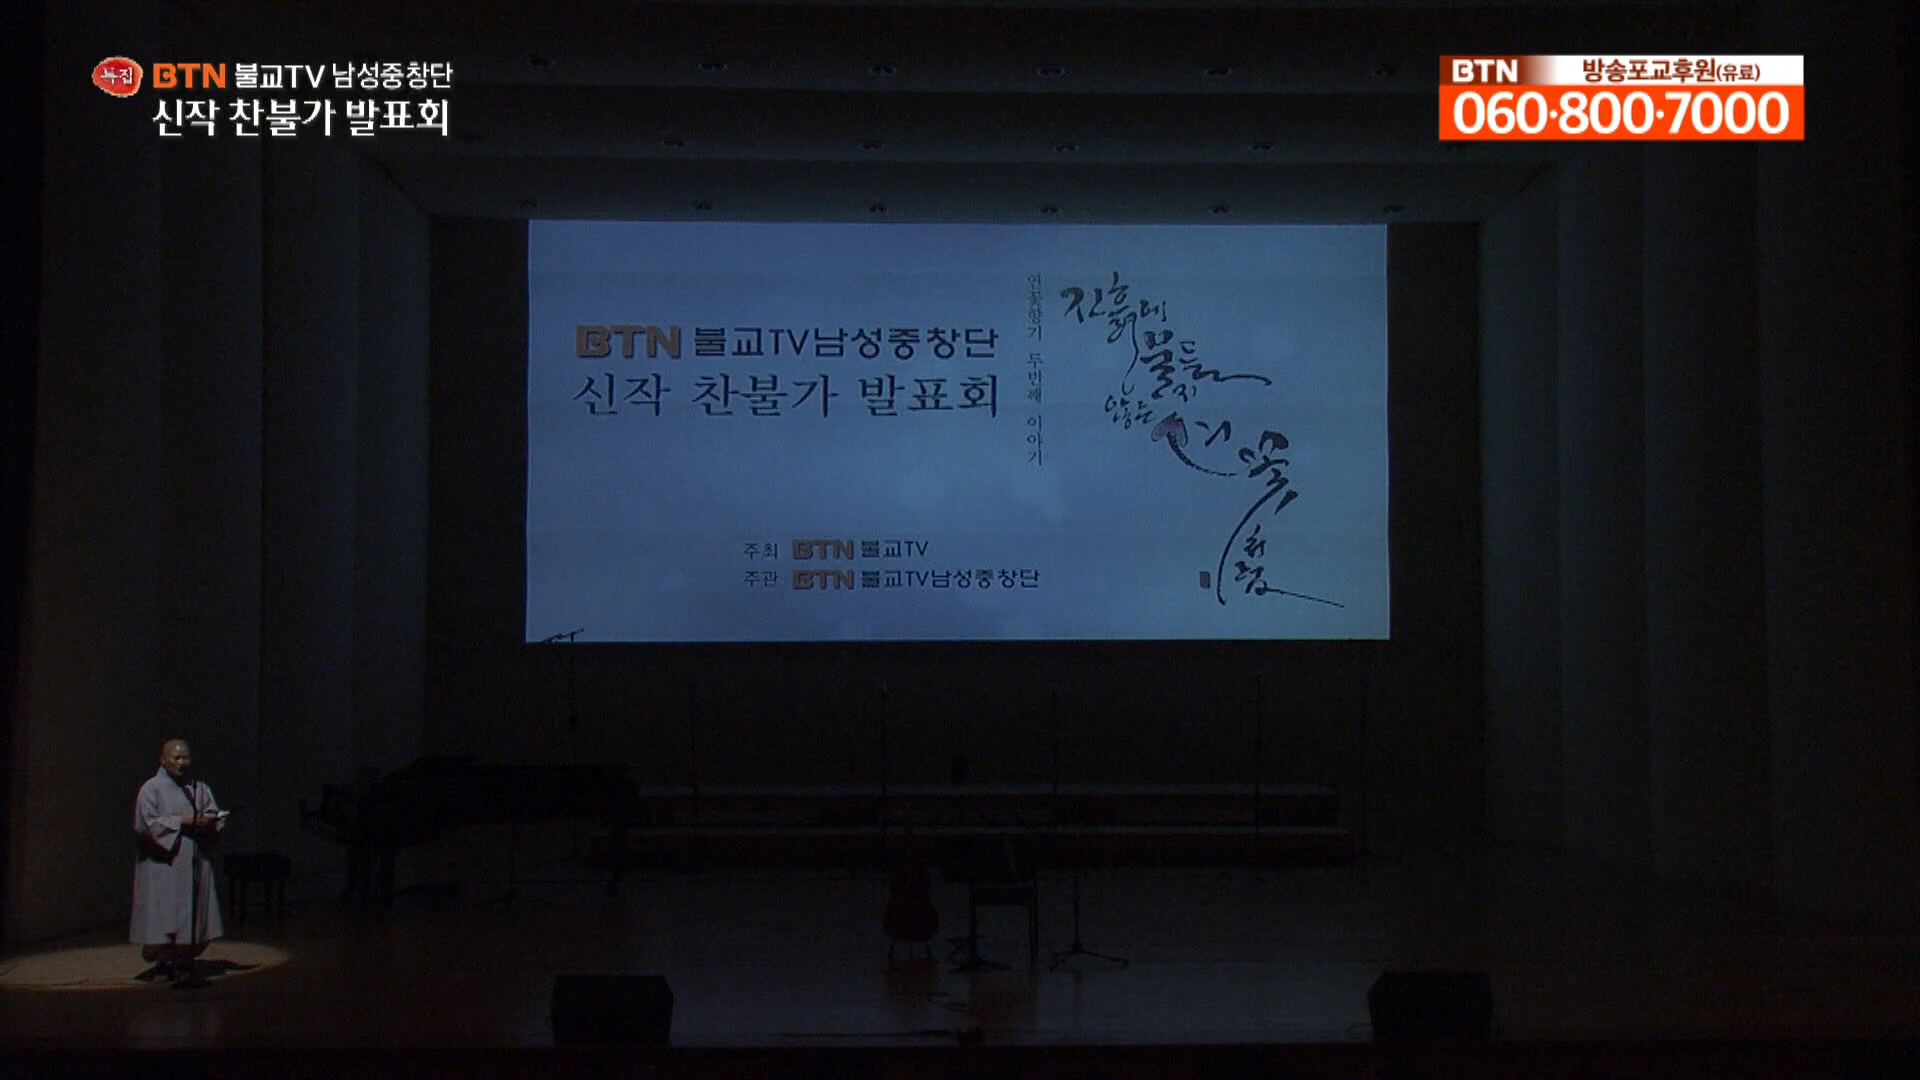 특집 BTN 불교TV 남성중창단
신작 찬불가 발표회
BTN 방송포교후원(유료)
060·800·7000
BTN 불교TV남성중창단
신작 찬불가 발표회
연꽃향기 두번째 이야기
진흙에
물들지
않는
연꽃
처럼
주최 BTN 불교TV
주관 BTN 불교TV남성중창단